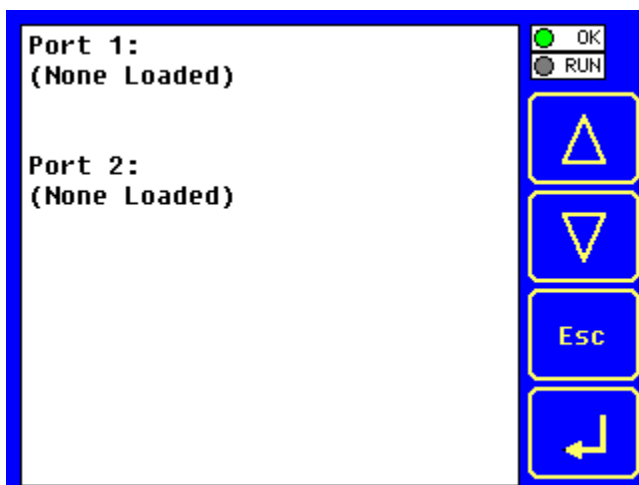 Port 1:
(None Loaded)
Port 2:
(None Loaded)
OK
RUN
Esc